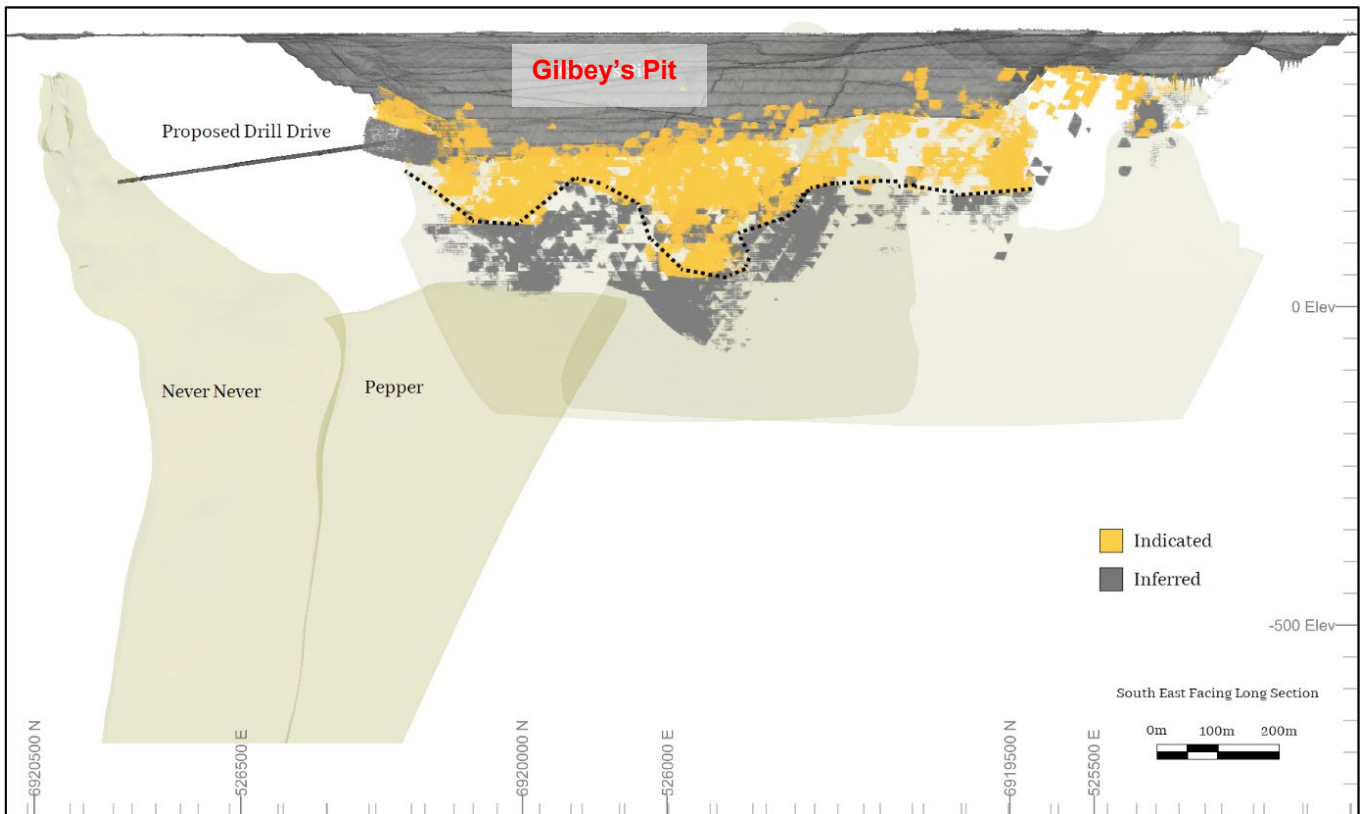 Gilbey's Pit
Proposed Drill Drive
0 Elev
Never Never
Pepper
Indicated
Inferred
-500 Elev
South East Facing Long Section
0m 100m 200m
6920500 N
526500 E
6920000 N
526000 E
6919500 N
525500 E